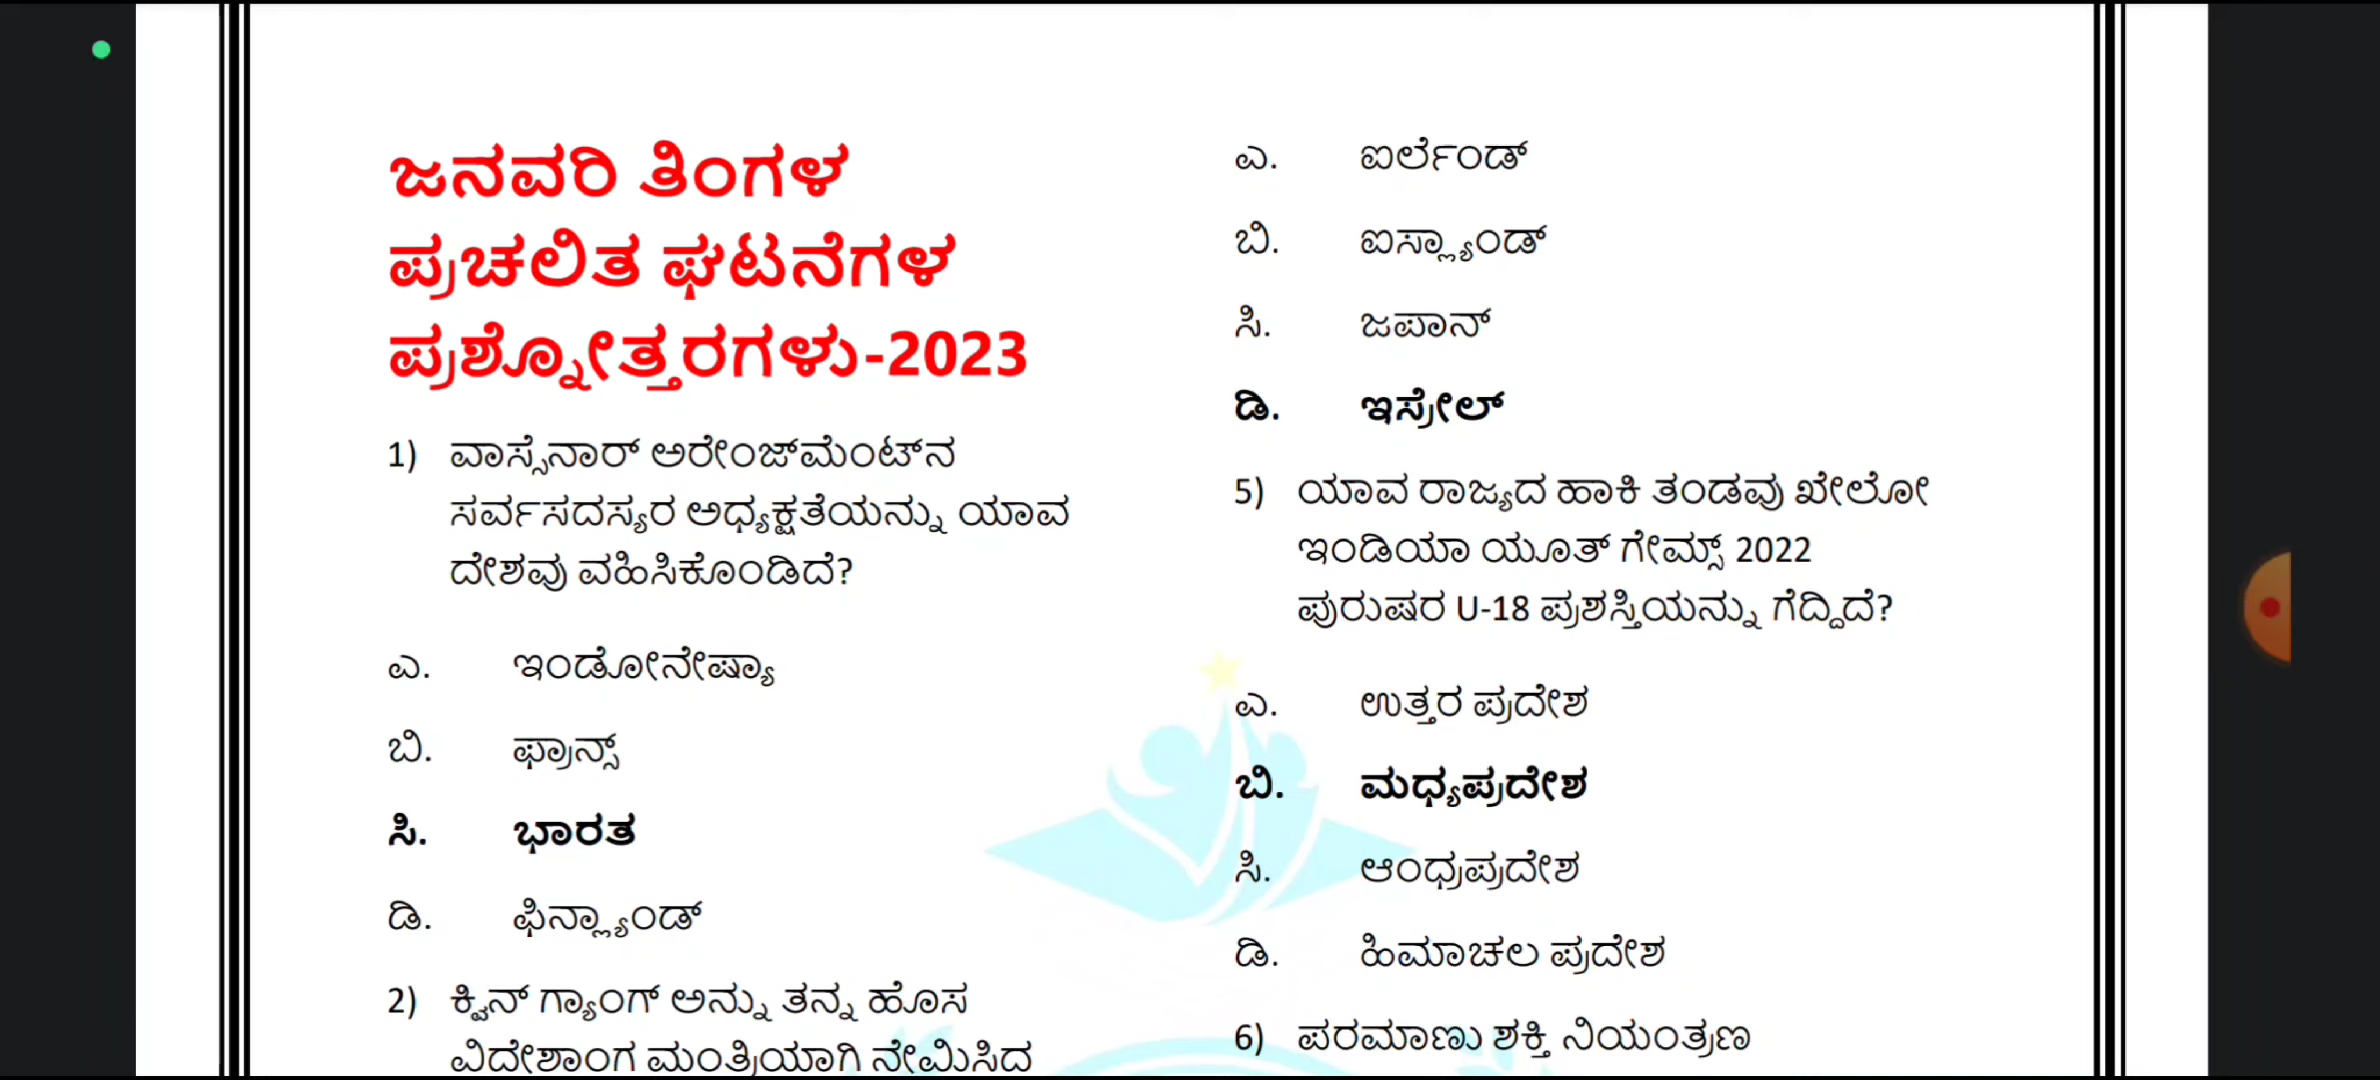 ಜನವರಿ ತಿಂಗಳ
ಪ್ರಚಲಿತ ಘಟನೆಗಳ
ಪ್ರಶ್ನೋತ್ತರಗಳು-2023
1) ವಾಸ್ಸೆನಾರ್ ಅರೇಂಜ್‌ಮೆಂಟ್‌ನ
ಸರ್ವಸದಸ್ಯರ ಅಧ್ಯಕ್ಷತೆಯನ್ನು ಯಾವ
ದೇಶವು ವಹಿಸಿಕೊಂಡಿದೆ?
ಎ. ಇಂಡೋನೇಷ್ಯಾ
ಬಿ. ಫ್ರಾನ್ಸ್
ಸಿ. ಭಾರತ
ಡಿ. ಫಿನ್ಲ್ಯಾಂಡ್
2) ಕ್ವಿನ್ ಗ್ಯಾಂಗ್ ಅನ್ನು ತನ್ನ ಹೊಸ
ವಿದೇಶಾಂಗ ಮಂತ್ರಿಯಾಗಿ ನೇಮಿಸಿದ
ಎ. ಐರ್ಲೆಂಡ್
ಬಿ. ಐಸ್ಲ್ಯಾಂಡ್
ಸಿ. ಜಪಾನ್
ಡಿ. ಇಸ್ರೇಲ್
5) ಯಾವ ರಾಜ್ಯದ ಹಾಕಿ ತಂಡವು ಖೇಲೋ
ಇಂಡಿಯಾ ಯೂತ್ ಗೇಮ್ಸ್ 2022
ಪುರುಷರ U-18 ಪ್ರಶಸ್ತಿಯನ್ನು ಗೆದ್ದಿದೆ?
ಎ. ಉತ್ತರ ಪ್ರದೇಶ
ಬಿ. ಮಧ್ಯಪ್ರದೇಶ
ಸಿ. ಆಂಧ್ರಪ್ರದೇಶ
ಡಿ. ಹಿಮಾಚಲ ಪ್ರದೇಶ
6) ಪರಮಾಣು ಶಕ್ತಿ ನಿಯಂತ್ರಣ